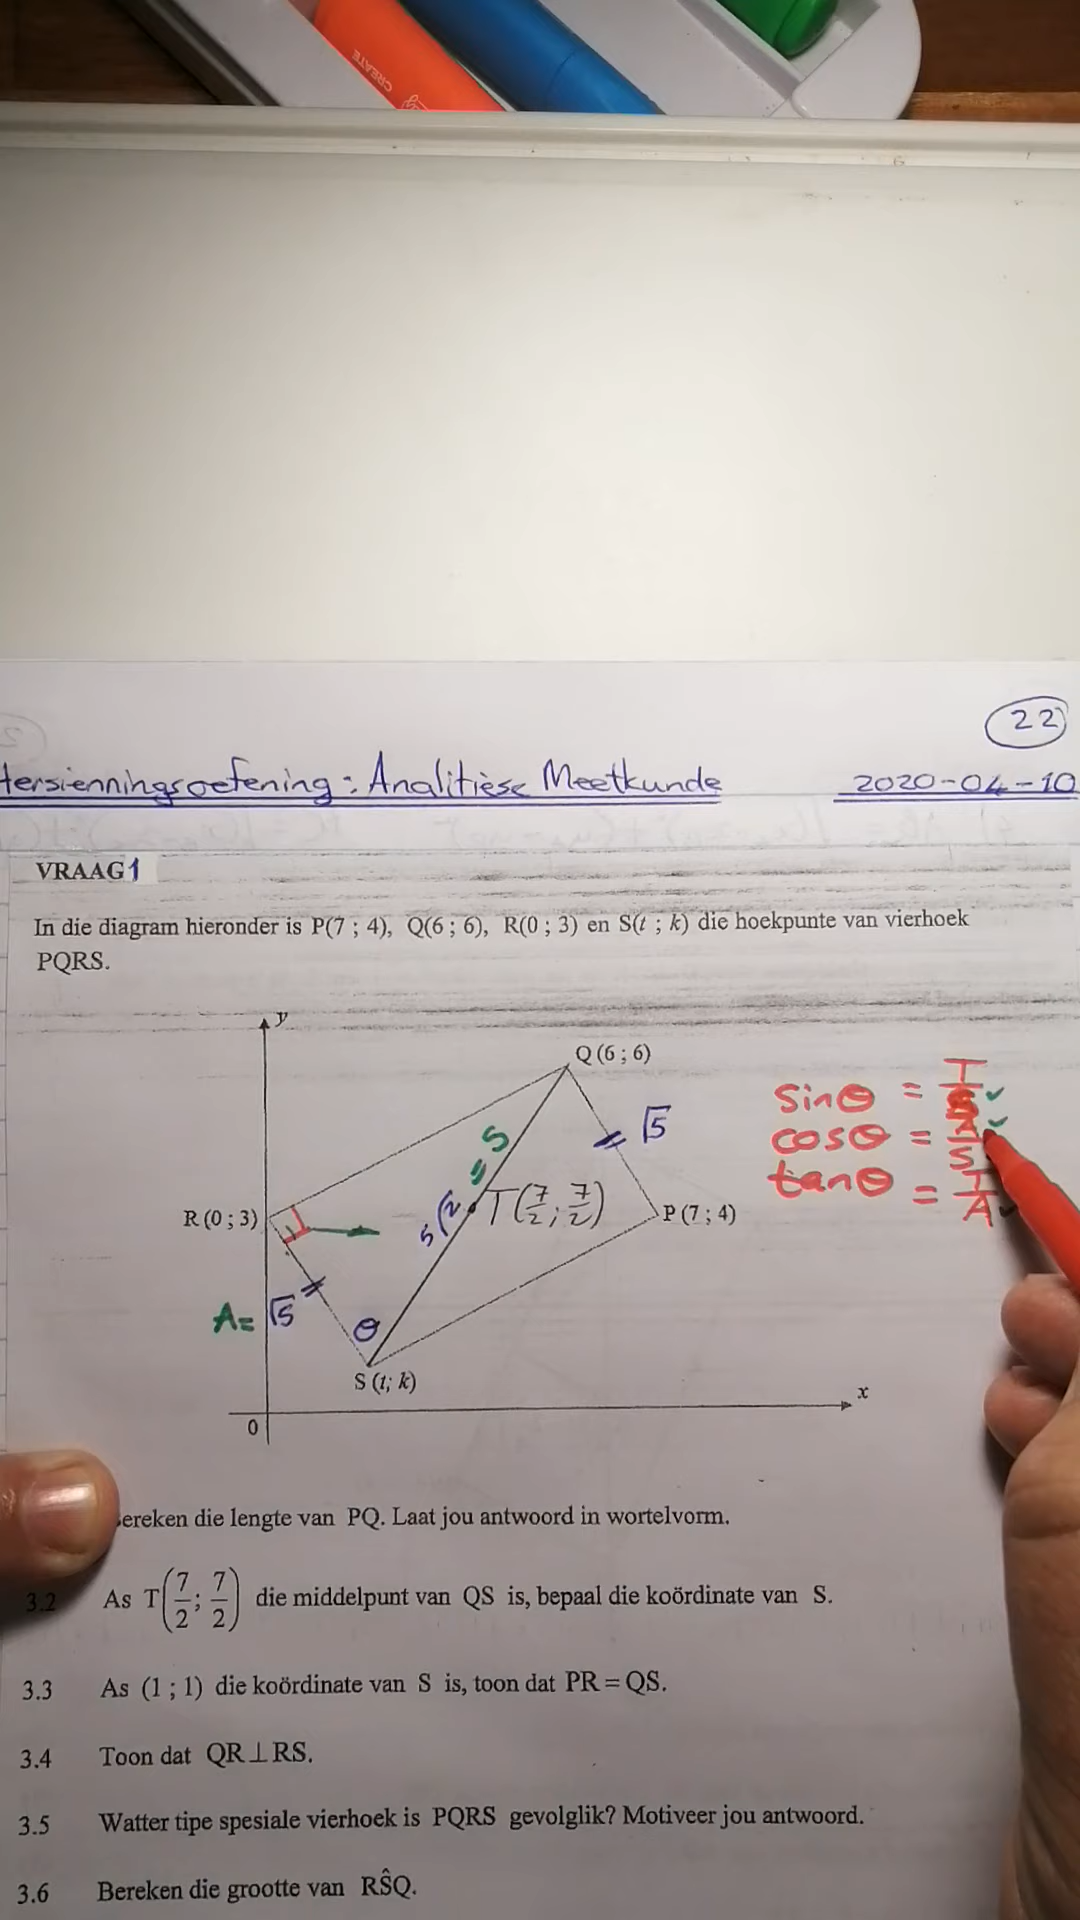 CREATE
22
tersienningsoefening : Analitièse Meetkunde 2020-04-10
VRAAG 1
In die diagram hieronder is P(7 ; 4), Q(6 ; 6), R(0 ; 3) en S(t ; k) die hoekpunte van vierhoek
PQRS.
y
Q (6 ; 6)
sinθ = T/S ✓
cosθ = A/S ✓
tanθ = T/A ✓
√5
= S
5√2
T(7/2 ; 7/2)
R (0 ; 3)
P (7 ; 4)
A= √5
θ
S (t; k)
x
0
ereken die lengte van PQ. Laat jou antwoord in wortelvorm.
3.2 As T(7/2 ; 7/2) die middelpunt van QS is, bepaal die koördinate van S.
3.3 As (1 ; 1) die koördinate van S is, toon dat PR = QS.
3.4 Toon dat QR ⊥ RS.
3.5 Watter tipe spesiale vierhoek is PQRS gevolglik? Motiveer jou antwoord.
3.6 Bereken die grootte van RŜQ.